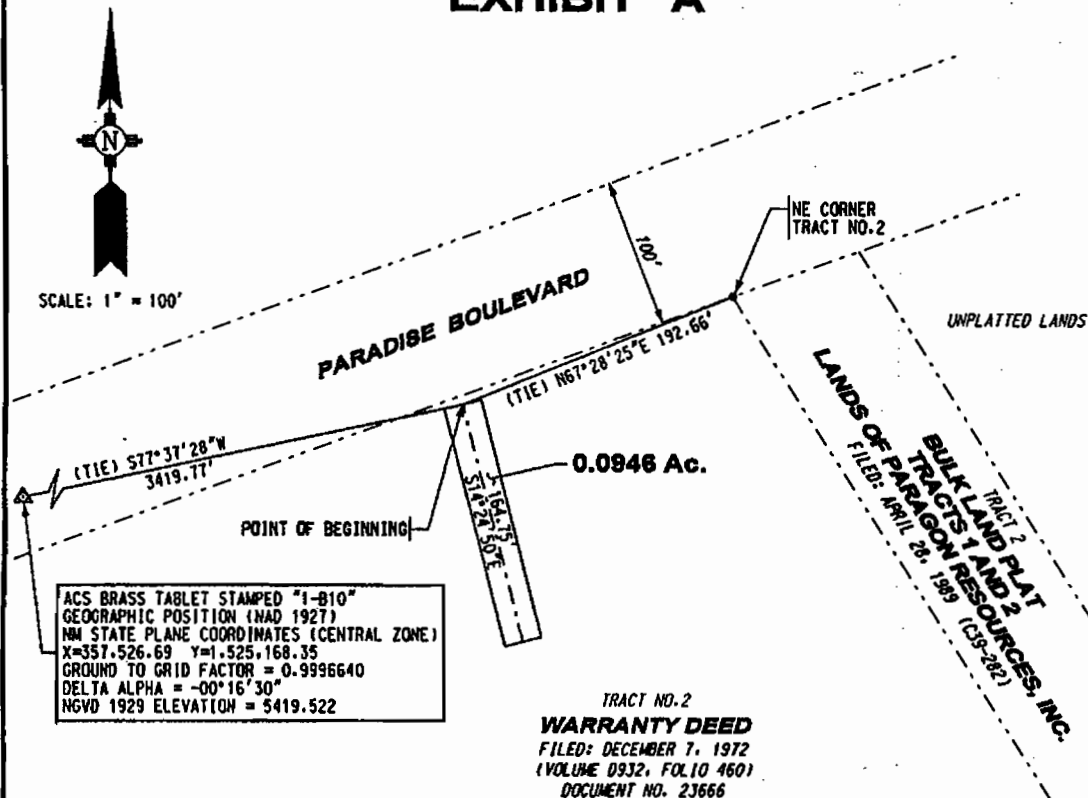 EXHIBIT "A"
N
SCALE: 1" = 100'
100'
NE CORNER
TRACT NO.2
PARADISE BOULEVARD
UNPLATTED LANDS
(TIE) N67°28'25"E 192.66'
(TIE) S77°37'28"W
3419.77'
0.0946 Ac.
164.75'
S14°24'50"E
POINT OF BEGINNING
TRACT 2
BULK LAND PLAT
TRACTS 1 AND 2
LANDS OF PARAGON RESOURCES, INC.
FILED: APRIL 26, 1989 (C39-282)
ACS BRASS TABLET STAMPED "1-B10"
GEOGRAPHIC POSITION (NAD 1927)
NM STATE PLANE COORDINATES (CENTRAL ZONE)
X=357,526.69 Y=1,525,168.35
GROUND TO GRID FACTOR = 0.9996640
DELTA ALPHA = -00°16'30"
NGVD 1929 ELEVATION = 5419.522
TRACT NO.2
WARRANTY DEED
FILED: DECEMBER 7, 1972
(VOLUME D932, FOLIO 460)
DOCUMENT NO. 23666